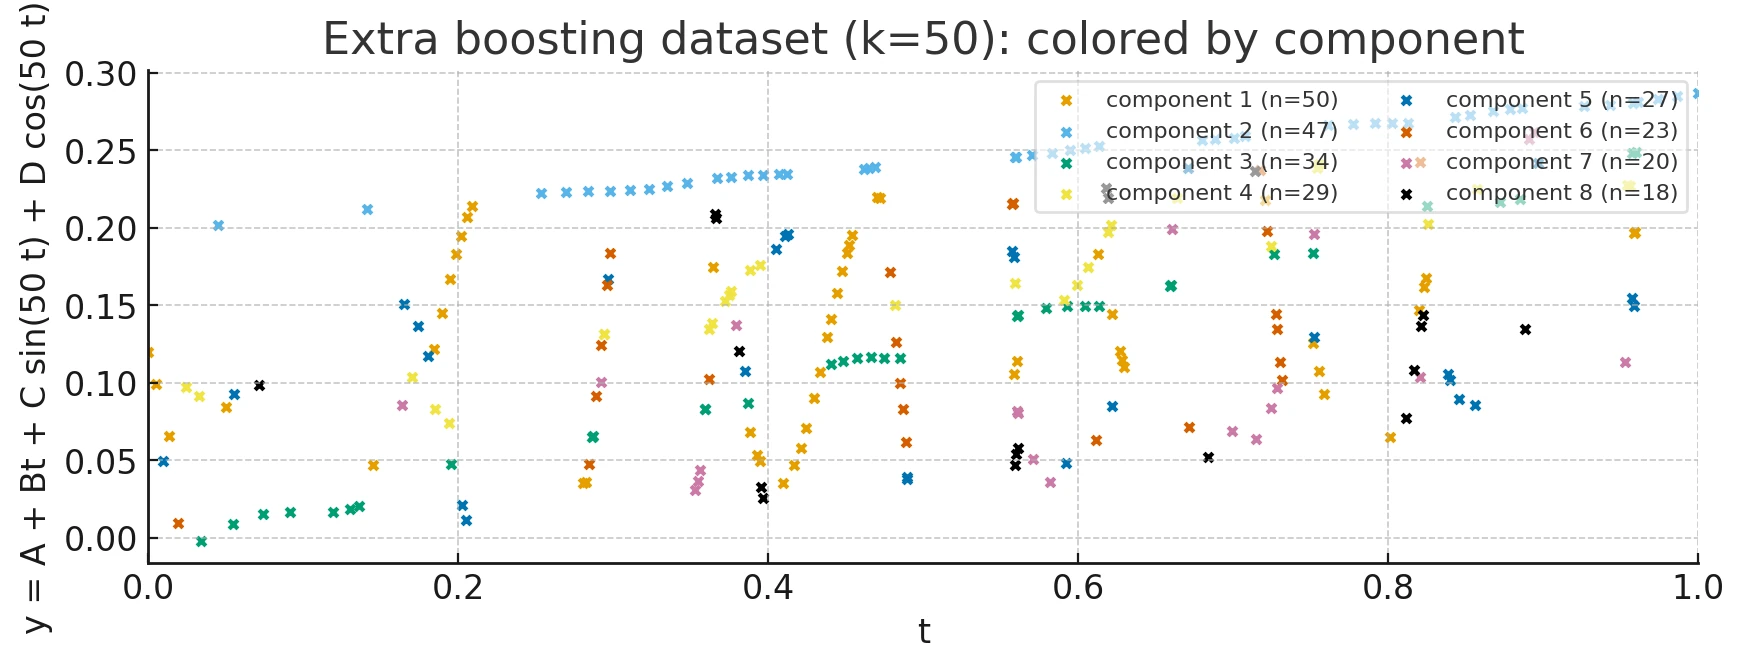 Extra boosting dataset (k=50): colored by component
y = A + Bt + C sin(50 t) + D cos(50 t)
0.30
0.25
0.20
0.15
0.10
0.05
0.00
component 1 (n=50)
component 2 (n=47)
component 3 (n=34)
component 4 (n=29)
component 5 (n=27)
component 6 (n=23)
component 7 (n=20)
component 8 (n=18)
0.0 0.2 0.4 0.6 0.8 1.0
t